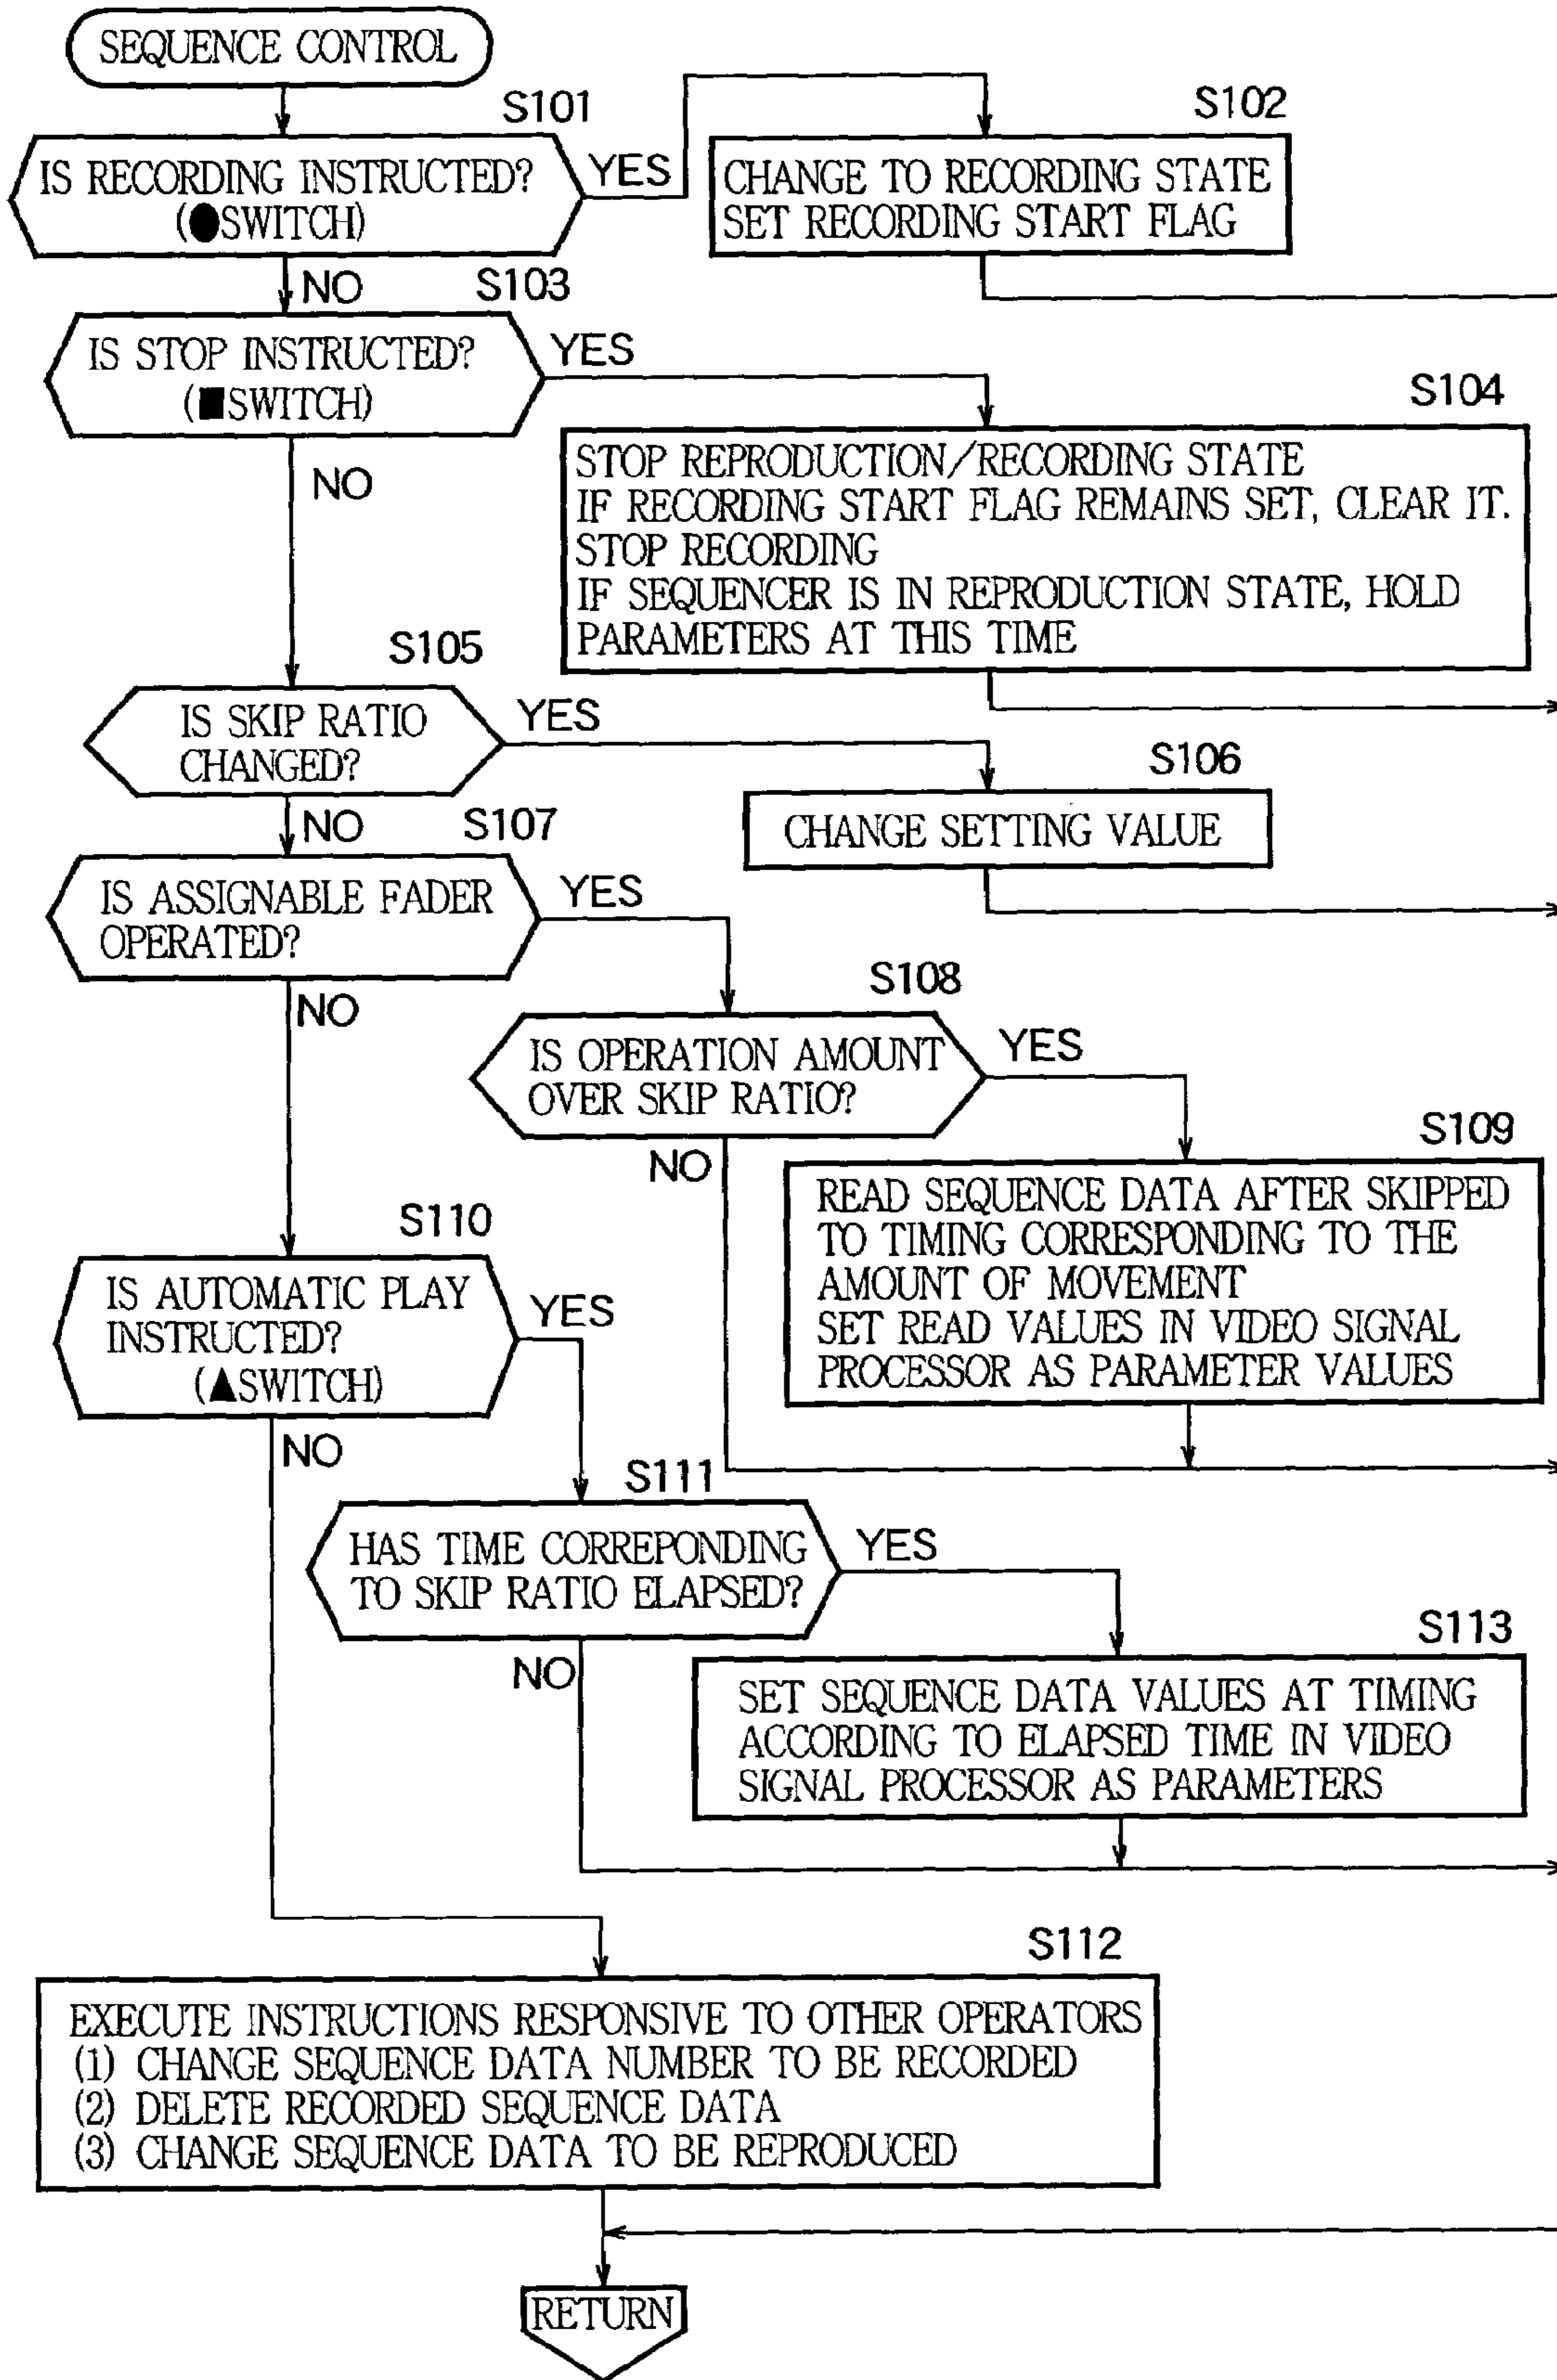 SEQUENCE CONTROL
S101
IS RECORDING INSTRUCTED?
(●SWITCH)
YES
S102
CHANGE TO RECORDING STATE
SET RECORDING START FLAG
NO
S103
IS STOP INSTRUCTED?
(■SWITCH)
YES
S104
STOP REPRODUCTION/RECORDING STATE
IF RECORDING START FLAG REMAINS SET, CLEAR IT.
STOP RECORDING
IF SEQUENCER IS IN REPRODUCTION STATE, HOLD
PARAMETERS AT THIS TIME
NO
S105
IS SKIP RATIO
CHANGED?
YES
S106
CHANGE SETTING VALUE
NO
S107
IS ASSIGNABLE FADER
OPERATED?
YES
S108
IS OPERATION AMOUNT
OVER SKIP RATIO?
YES
S109
READ SEQUENCE DATA AFTER SKIPPED
TO TIMING CORRESPONDING TO THE
AMOUNT OF MOVEMENT
SET READ VALUES IN VIDEO SIGNAL
PROCESSOR AS PARAMETER VALUES
NO
NO
S110
IS AUTOMATIC PLAY
INSTRUCTED?
(▲SWITCH)
YES
S111
HAS TIME CORREPONDING
TO SKIP RATIO ELAPSED?
YES
S113
SET SEQUENCE DATA VALUES AT TIMING
ACCORDING TO ELAPSED TIME IN VIDEO
SIGNAL PROCESSOR AS PARAMETERS
NO
NO
S112
EXECUTE INSTRUCTIONS RESPONSIVE TO OTHER OPERATORS
(1) CHANGE SEQUENCE DATA NUMBER TO BE RECORDED
(2) DELETE RECORDED SEQUENCE DATA
(3) CHANGE SEQUENCE DATA TO BE REPRODUCED
RETURN